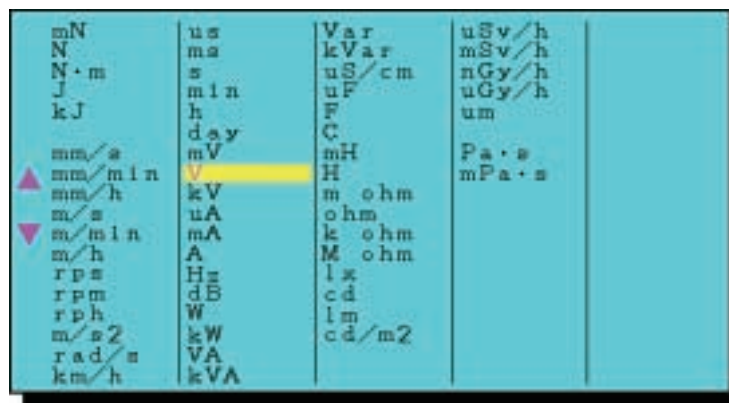 mN
N
N・m
J
kJ
mm/s
mm/min
mm/h
m/s
m/min
m/h
rps
rpm
rph
m/s2
rad/s
km/h
us
ms
s
min
h
day
mV
V
kV
uA
mA
A
Hz
dB
W
kW
VA
kVA
Var
kVar
uS/cm
uF
F
C
mH
H
m ohm
ohm
k ohm
M ohm
lx
cd
lm
cd/m2
uSv/h
mSv/h
nGy/h
uGy/h
um
Pa・s
mPa・s